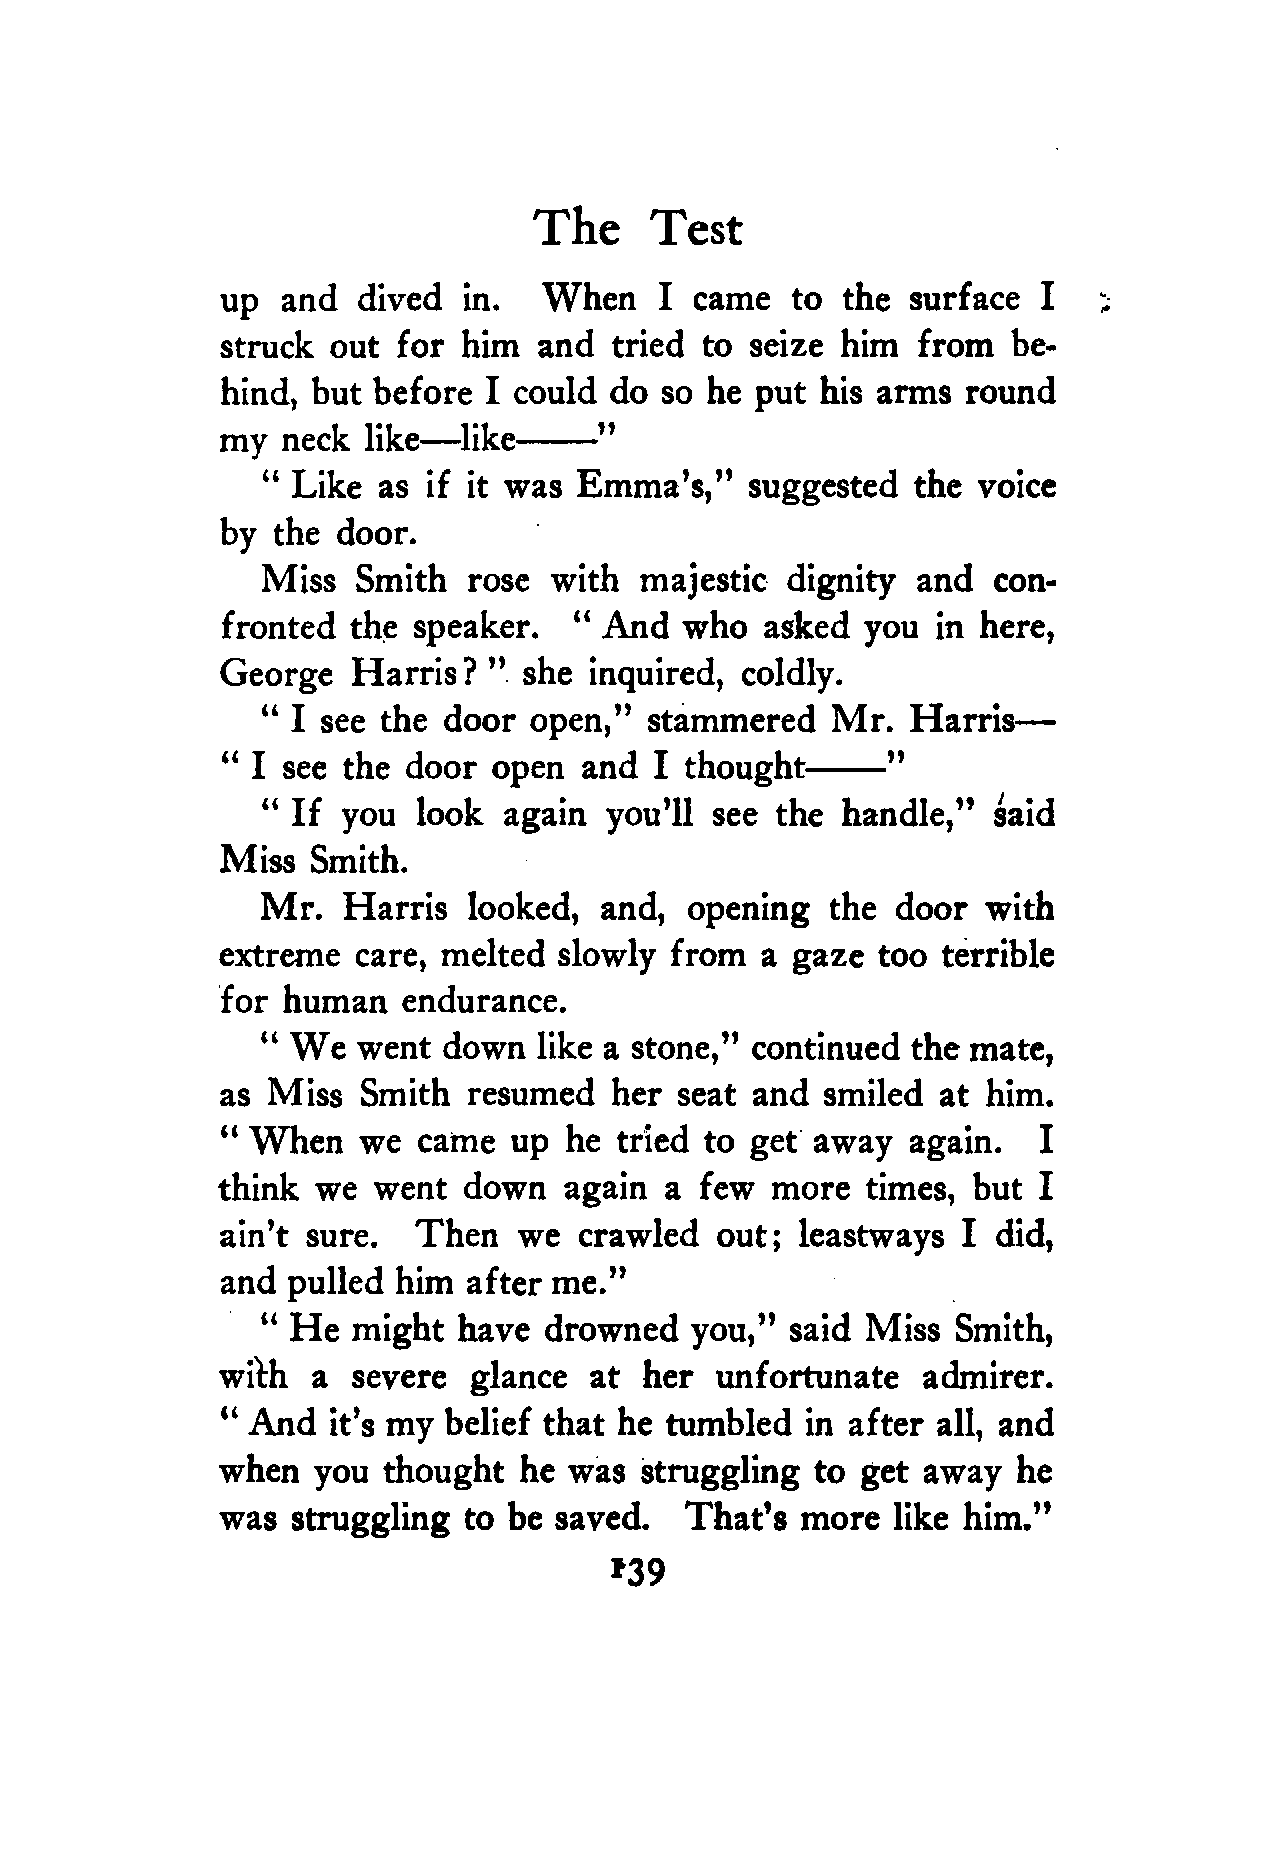 The Test
up and dived in. When I came to the surface I
struck out for him and tried to seize him from be-
hind, but before I could do so he put his arms round
my neck like—like——"
" Like as if it was Emma's," suggested the voice
by the door.
Miss Smith rose with majestic dignity and con-
fronted the speaker. " And who asked you in here,
George Harris? " she inquired, coldly.
" I see the door open," stammered Mr. Harris—
" I see the door open and I thought——"
" If you look again you'll see the handle," said
Miss Smith.
Mr. Harris looked, and, opening the door with
extreme care, melted slowly from a gaze too terrible
for human endurance.
" We went down like a stone," continued the mate,
as Miss Smith resumed her seat and smiled at him.
" When we came up he tried to get away again. I
think we went down again a few more times, but I
ain't sure. Then we crawled out; leastways I did,
and pulled him after me."
" He might have drowned you," said Miss Smith,
with a severe glance at her unfortunate admirer.
" And it's my belief that he tumbled in after all, and
when you thought he was struggling to get away he
was struggling to be saved. That's more like him."
139